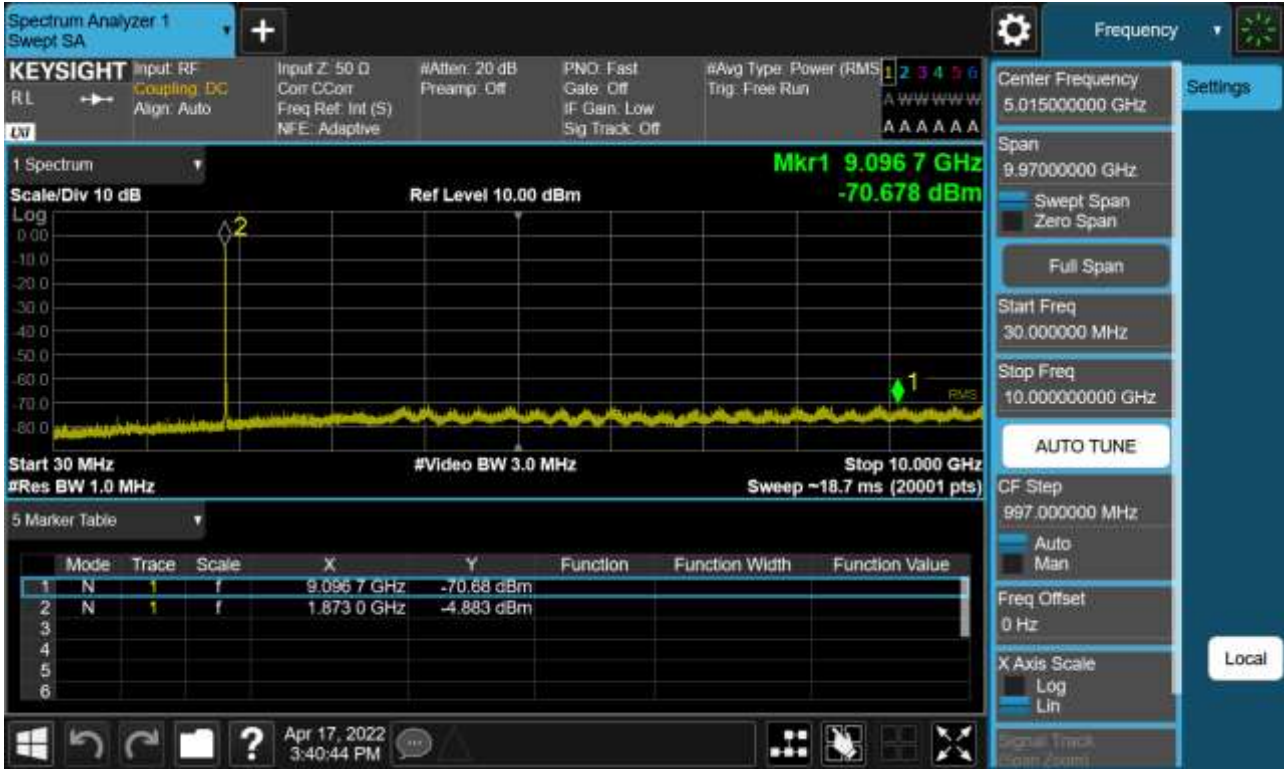 Spectrum Analyzer 1
Swept SA
+
Frequency
KEYSIGHT
RL
LXI
Input: RF
Coupling: DC
Align: Auto
Input Z: 50 Ω
Corr CCorr
Freq Ref: Int (S)
NFE: Adaptive
#Atten: 20 dB
Preamp: Off
PNO: Fast
Gate: Off
IF Gain: Low
Sig Track: Off
#Avg Type: Power (RMS
Trig: Free Run
1 2 3 4 5 6
A W W W W W
A A A A A A
1 Spectrum
Mkr1 9.096 7 GHz
-70.678 dBm
Scale/Div 10 dB
Ref Level 10.00 dBm
Log
0.00
-10.0
-20.0
-30.0
-40.0
-50.0
-60.0
-70.0
-80.0
2
1
RMS
Start 30 MHz
#Video BW 3.0 MHz
Stop 10.000 GHz
#Res BW 1.0 MHz
Sweep ~18.7 ms (20001 pts)
5 Marker Table
Mode Trace Scale X Y Function Function Width Function Value
1 N 1 f 9.096 7 GHz -70.68 dBm
2 N 1 f 1.873 0 GHz -4.883 dBm
3
4
5
6
?
Apr 17, 2022
3:40:44 PM
Center Frequency
5.015000000 GHz
Settings
Span
9.97000000 GHz
Swept Span
Zero Span
Full Span
Start Freq
30.000000 MHz
Stop Freq
10.000000000 GHz
AUTO TUNE
CF Step
997.000000 MHz
Auto
Man
Freq Offset
0 Hz
X Axis Scale
Log
Lin
Local
Signal Track
(Span Zoom)